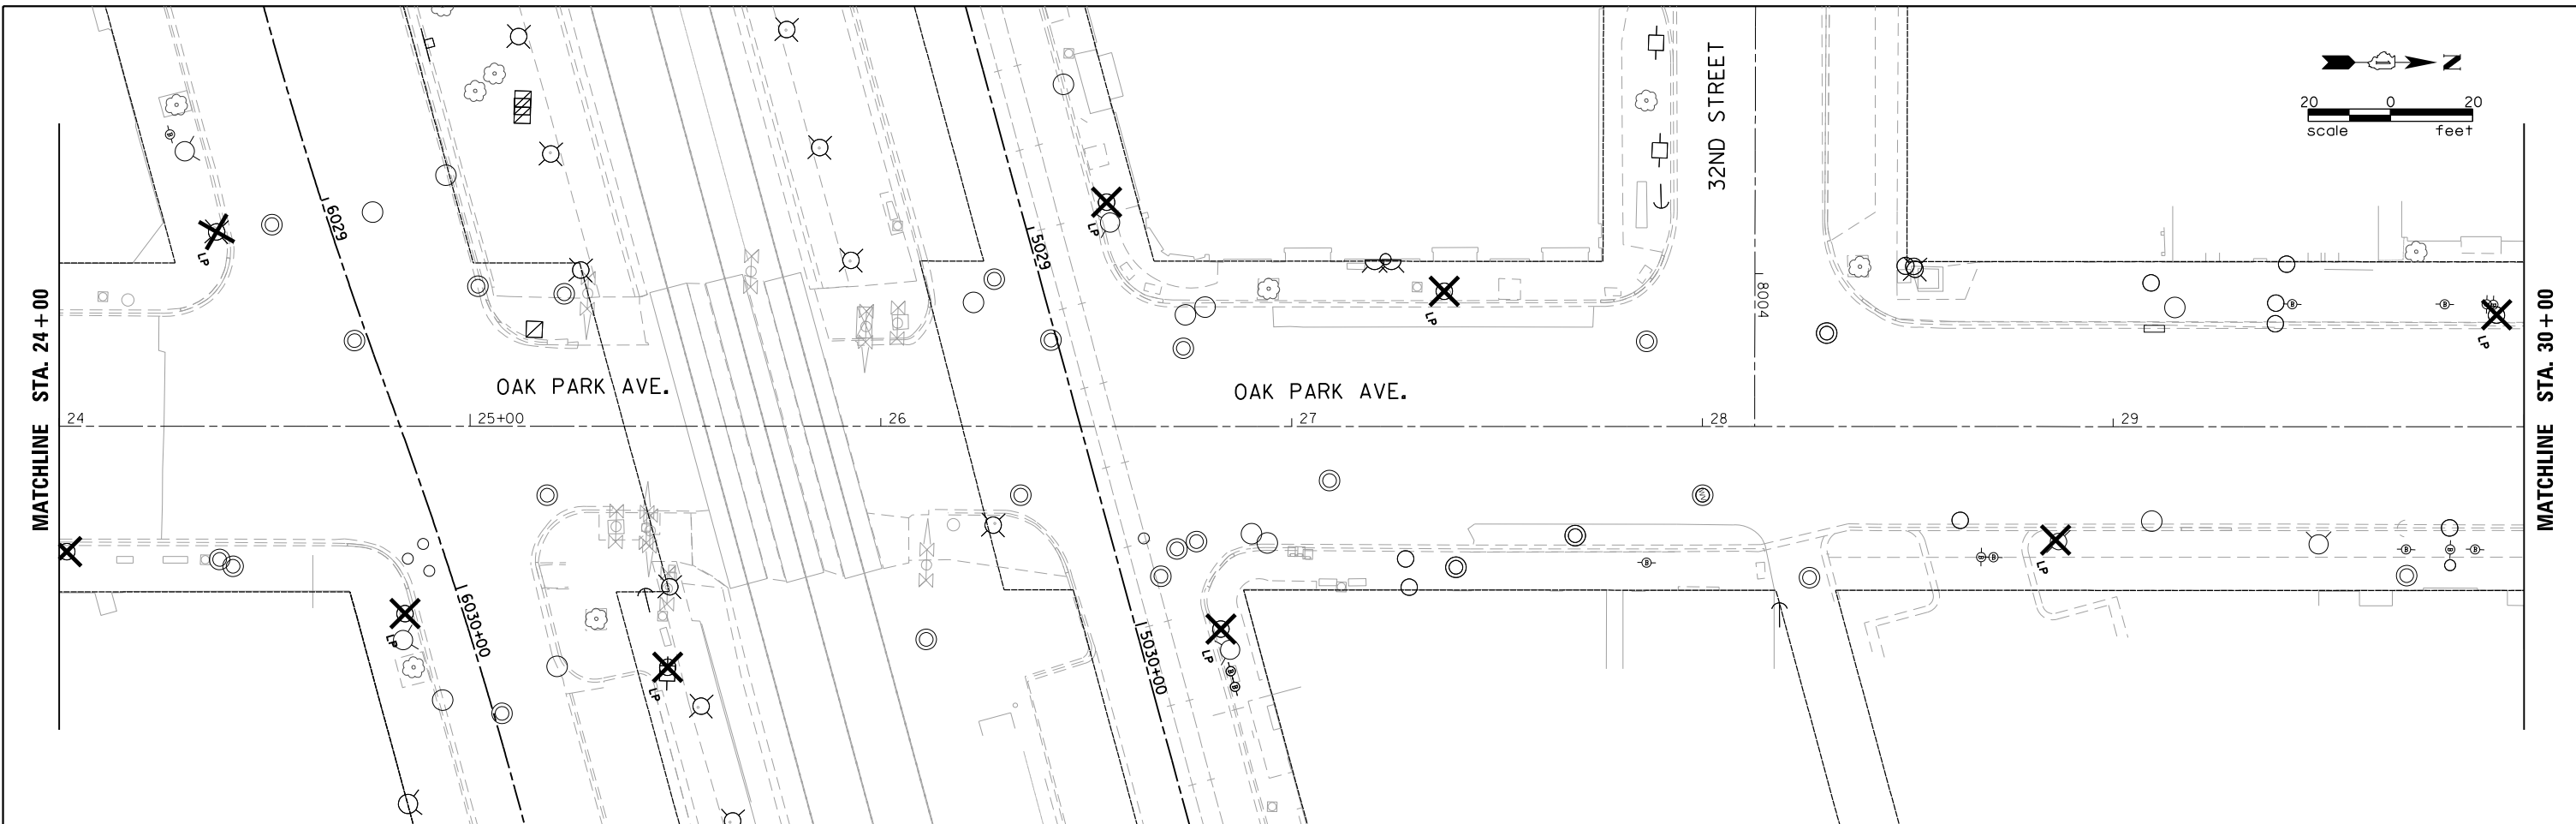 20 0 20
scale feet
N
32ND STREET
6029
5029
8004
LP
LP
LP
LP
B
B
B
B
B
MATCHLINE STA. 24+00
MATCHLINE STA. 30+00
OAK PARK AVE.
OAK PARK AVE.
24
25+00
26
27
28
29
6030+00
5030+00
LP
LP
LP
LP
B
B
B
B
B
B
B
B